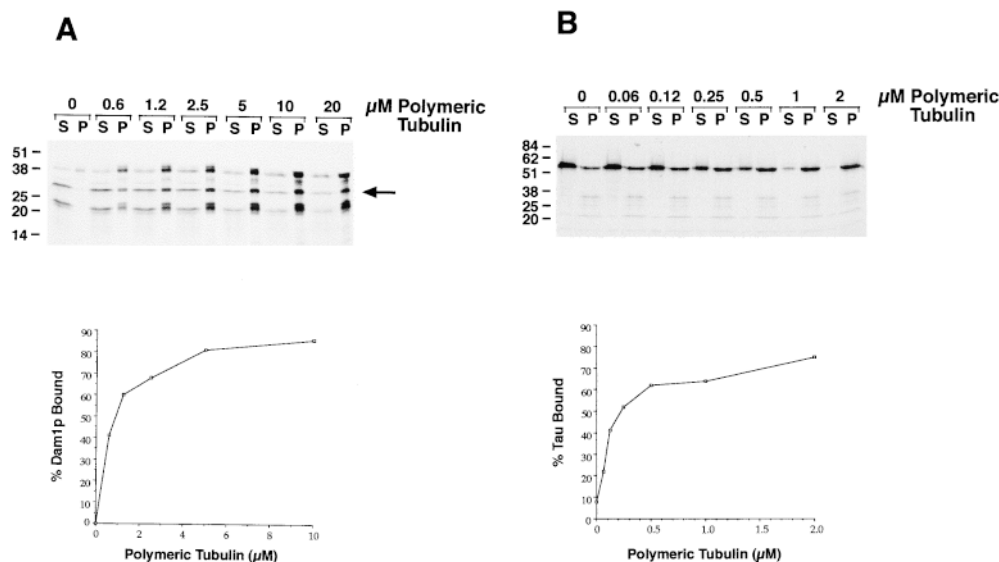 A
0 0.6 1.2 2.5 5 10 20
µM Polymeric
Tubulin
S P S P S P S P S P S P S P
51
38
25
20
14
% Dam1p Bound
90
80
70
60
50
40
30
20
10
0
0 2 4 6 8 10
Polymeric Tubulin (µM)
B
0 0.06 0.12 0.25 0.5 1 2
µM Polymeric
Tubulin
S P S P S P S P S P S P S P
84
62
51
38
25
20
% Tau Bound
90
80
70
60
50
40
30
20
10
0
0 0.5 1.0 1.5 2.0
Polymeric Tubulin (µM)